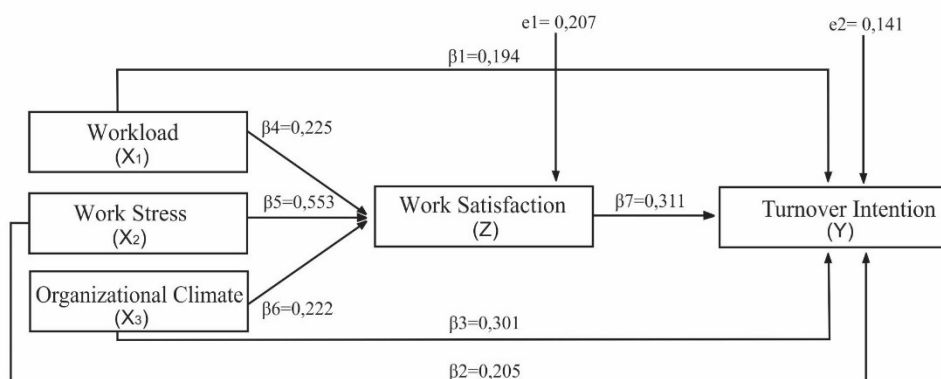 e1= 0,207
e2= 0,141
β1=0,194
Workload
(X1)
β4=0,225
Work Stress
(X2)
β5=0,553
Work Satisfaction
(Z)
β7=0,311
Turnover Intention
(Y)
Organizational Climate
(X3)
β6=0,222
β3=0,301
β2=0,205